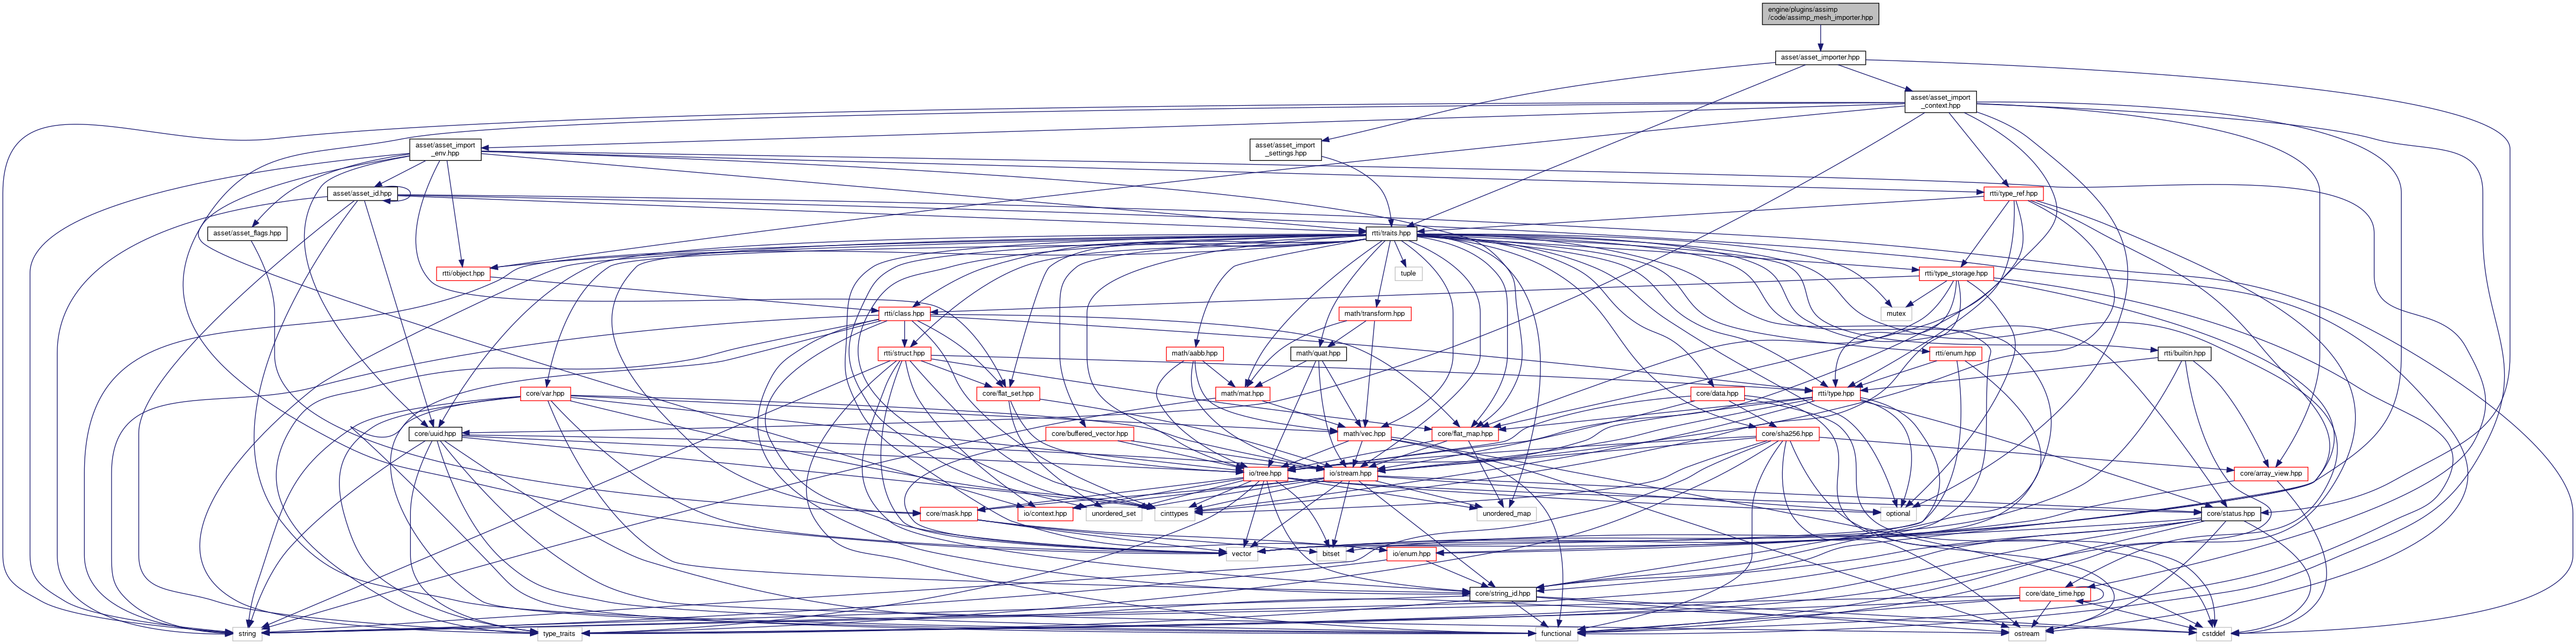 engine/plugins/assimp
/code/assimp_mesh_importer.hpp
asset/asset_importer.hpp
asset/asset_import
_context.hpp
asset/asset_import
_env.hpp
asset/asset_import
_settings.hpp
asset/asset_id.hpp
rtti/type_ref.hpp
asset/asset_flags.hpp
rtti/traits.hpp
rtti/object.hpp
tuple
rtti/type_storage.hpp
rtti/class.hpp
math/transform.hpp
mutex
rtti/struct.hpp
math/aabb.hpp
math/quat.hpp
rtti/enum.hpp
rtti/builtin.hpp
core/var.hpp
core/flat_set.hpp
math/mat.hpp
core/data.hpp
rtti/type.hpp
core/uuid.hpp
core/buffered_vector.hpp
math/vec.hpp
core/flat_map.hpp
core/sha256.hpp
io/tree.hpp
io/stream.hpp
core/array_view.hpp
core/mask.hpp
io/context.hpp
unordered_set
cinttypes
unordered_map
optional
core/status.hpp
vector
bitset
io/enum.hpp
core/string_id.hpp
core/date_time.hpp
string
type_traits
functional
ostream
cstddef